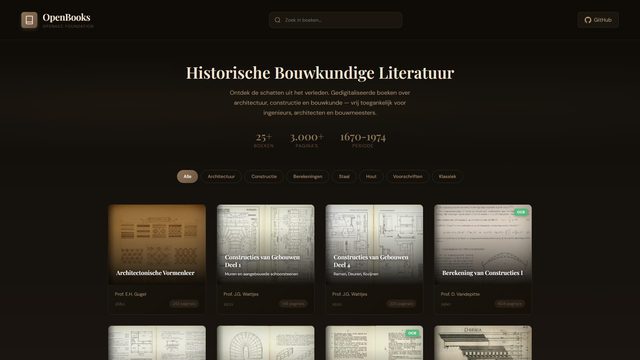 OpenBooks
OPENAEC FOUNDATION
Zoek in boeken...
GitHub
Historische Bouwkundige Literatuur
Ontdek de schatten uit het verleden. Gedigitaliseerde boeken over
architectuur, constructie en bouwkunde — vrij toegankelijk voor
ingenieurs, architecten en bouwmeesters.
25+
BOEKEN
3.000+
PAGINA'S
1670–1974
PERIODE
Alle
Architectuur
Constructie
Berekeningen
Staal
Hout
Voorschriften
Klassiek
Architectonische Vormenleer
Prof. E.H. Gugel
Constructies van Gebouwen
Deel 1
Muren en aangebouwde schoorsteenen
Prof. J.G. Wattjes
Constructies van Gebouwen
Deel 4
Ramen, Deuren, Kozijnen
Prof. J.G. Wattjes
OCR
Berekening van Constructies I
Prof. D. Vandepitte
OCR